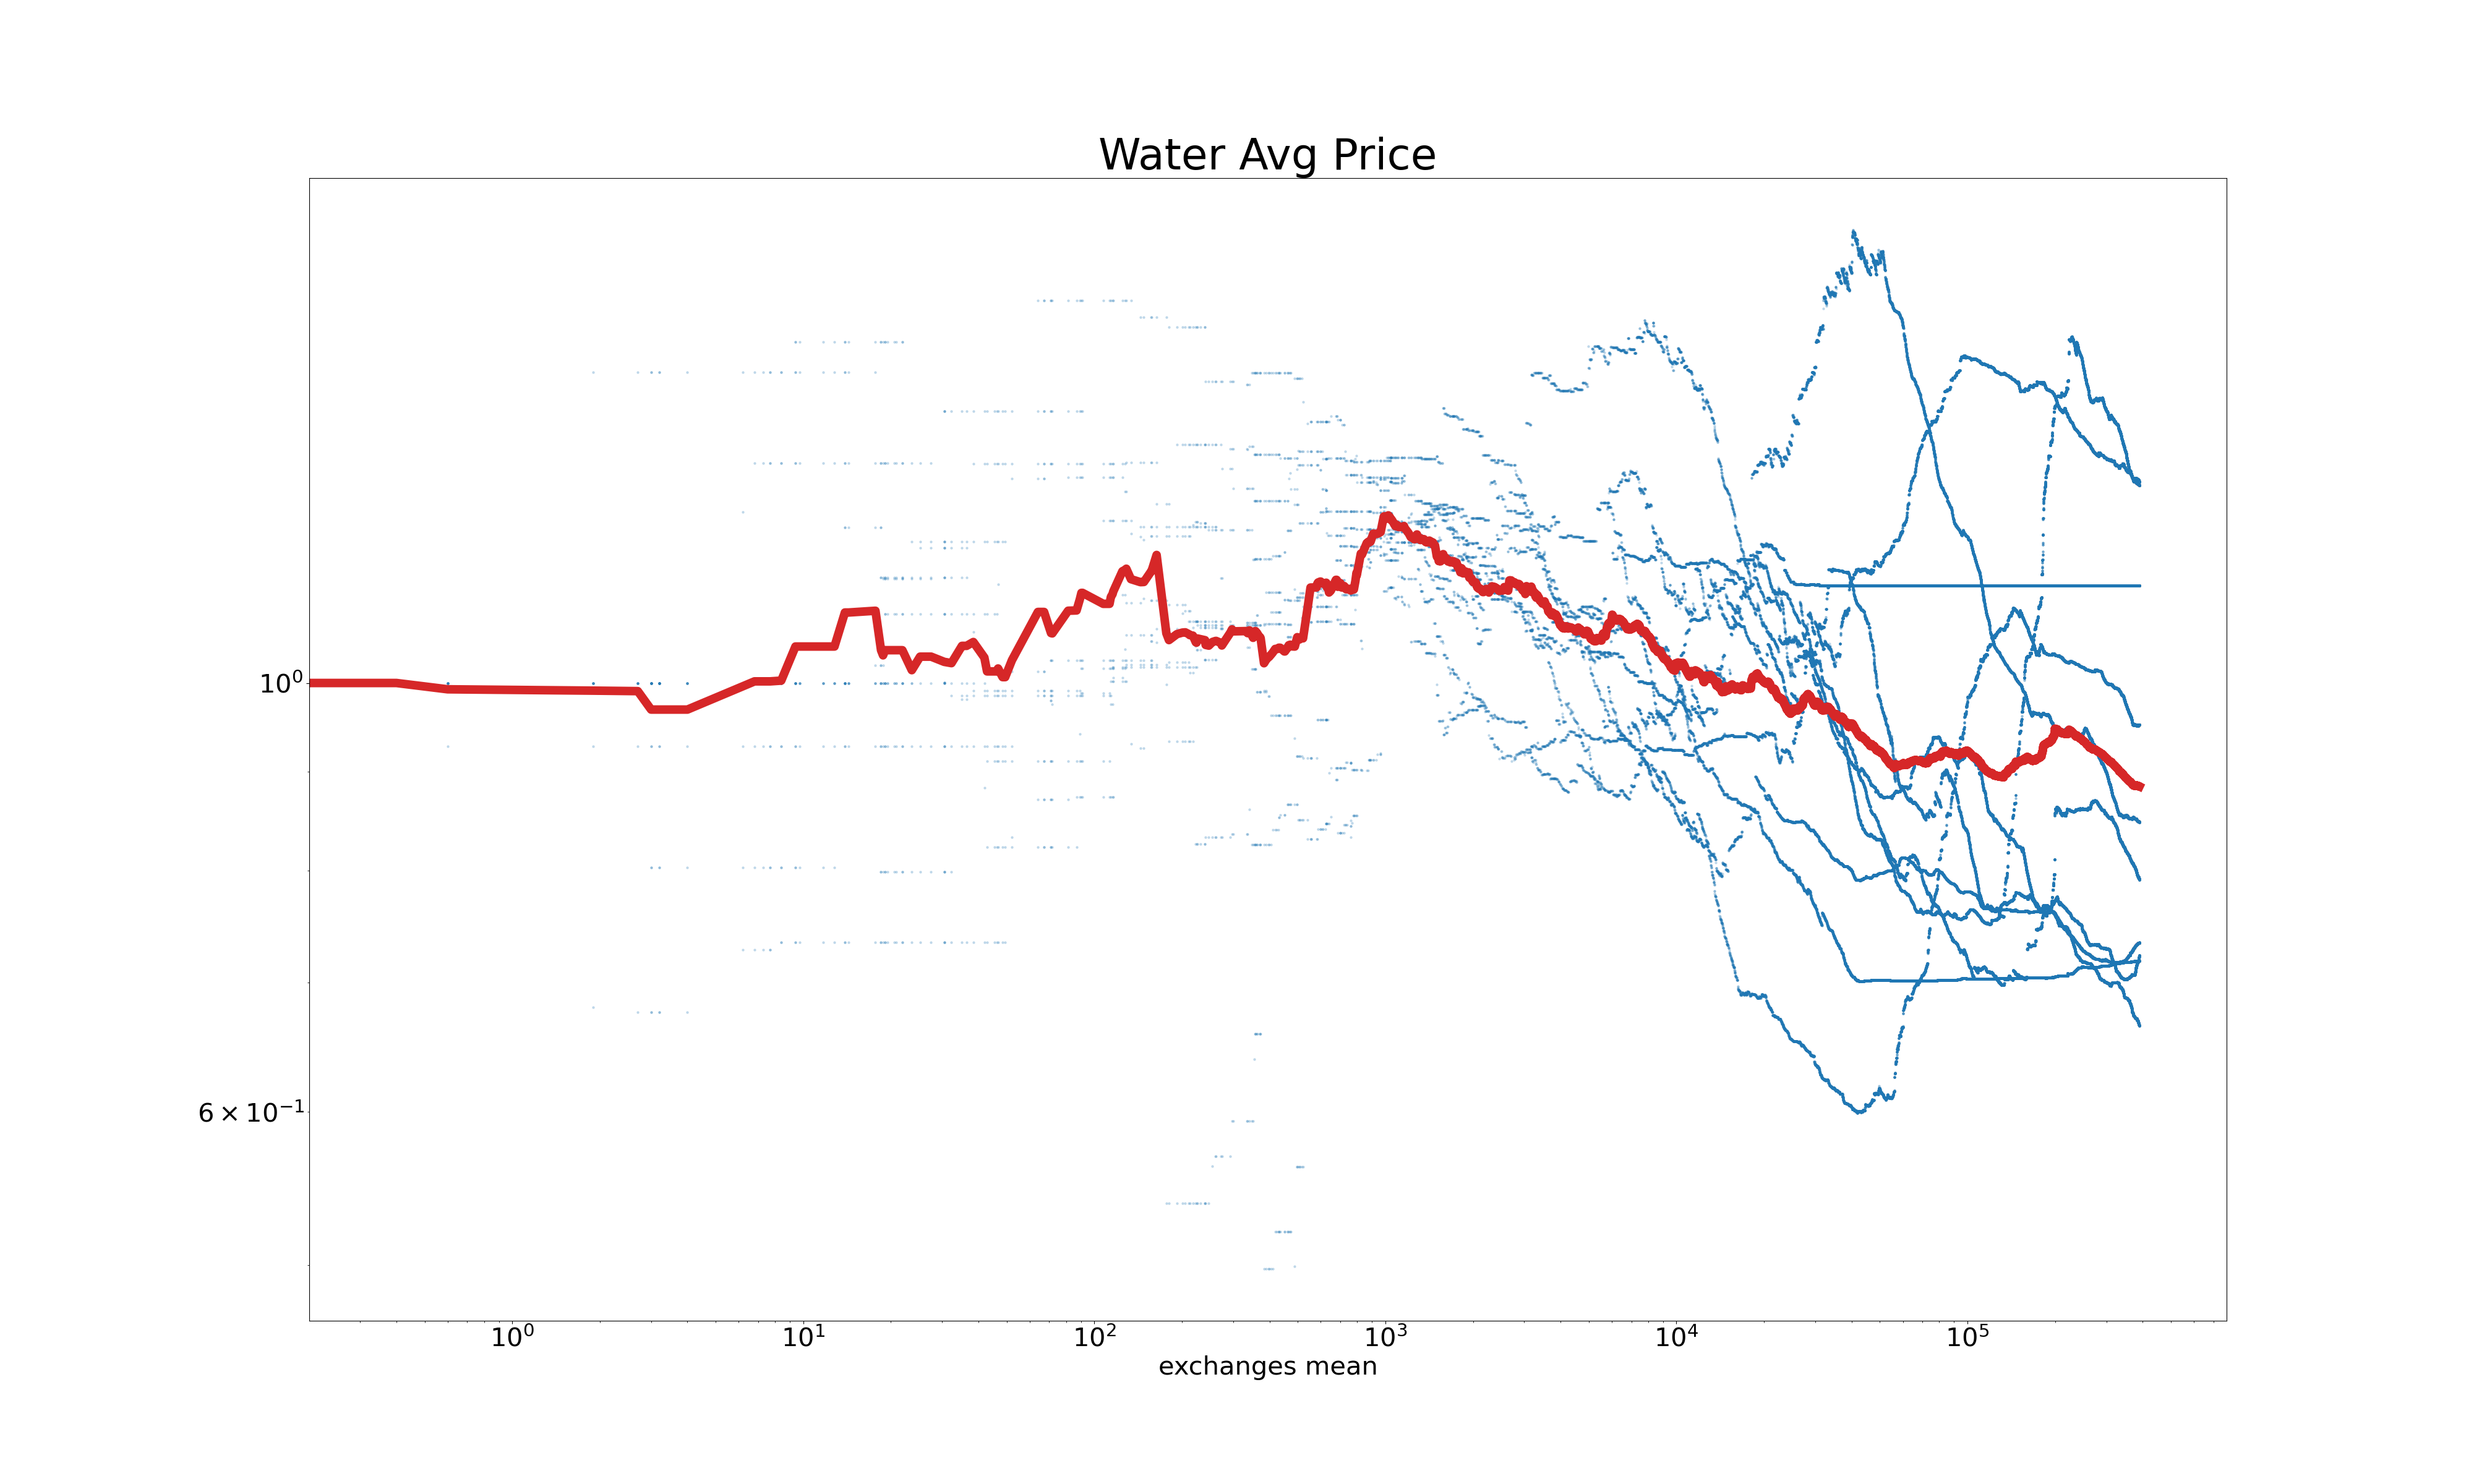 Water Avg Price
10⁰
6 × 10⁻¹
10⁰ 10¹ 10² 10³ 10⁴ 10⁵
exchanges mean